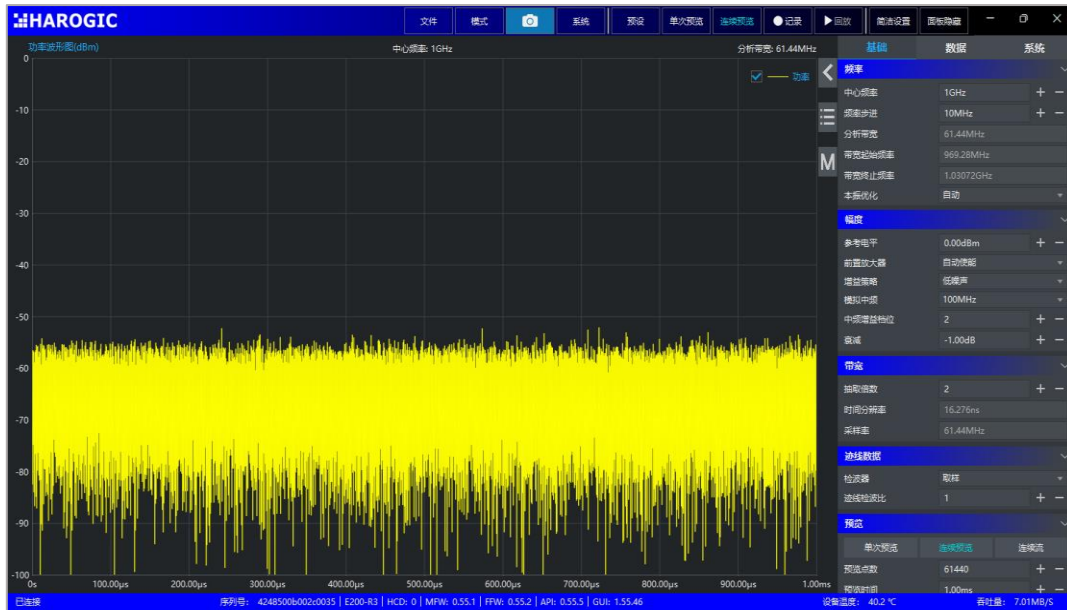 HAROGIC
文件 模式 系统 预设 单次预览 连续预览 记录 回放 简洁设置 面板隐藏
功率波形图(dBm) 中心频率: 1GHz 分析带宽: 61.44MHz
基础 数据 系统
功率
M
0
-10
-20
-30
-40
-50
-60
-70
-80
-90
-100
0s 100.00μs 200.00μs 300.00μs 400.00μs 500.00μs 600.00μs 700.00μs 800.00μs 900.00μs 1.00ms
频率
中心频率 1GHz + -
频率步进 10MHz + -
分析带宽 61.44MHz
带宽起始频率 969.28MHz
带宽终止频率 1.03072GHz
本振优化 自动
幅度
参考电平 0.00dBm + -
前置放大器 自动使能
增益策略 低噪声
模拟中频 100MHz
中频增益档位 2 + -
衰减 -1.00dB + -
带宽
抽取倍数 2 + -
时间分辨率 16.276ns
采样率 61.44MHz
迹线数据
检波器 取样
迹线检波比 1 + -
预览
单次预览 连续预览 连续流
预览点数 61440 + -
预览时间 1.00ms + -
已连接 序列号: 4248500b002c0035 | E200-R3 | HCD: 0 | MFW: 0.55.1 | FFW: 0.55.2 | API: 0.55.5 | GUI: 1.55.46 设备温度: 40.2 ℃ 吞吐量: 7.01MB/S